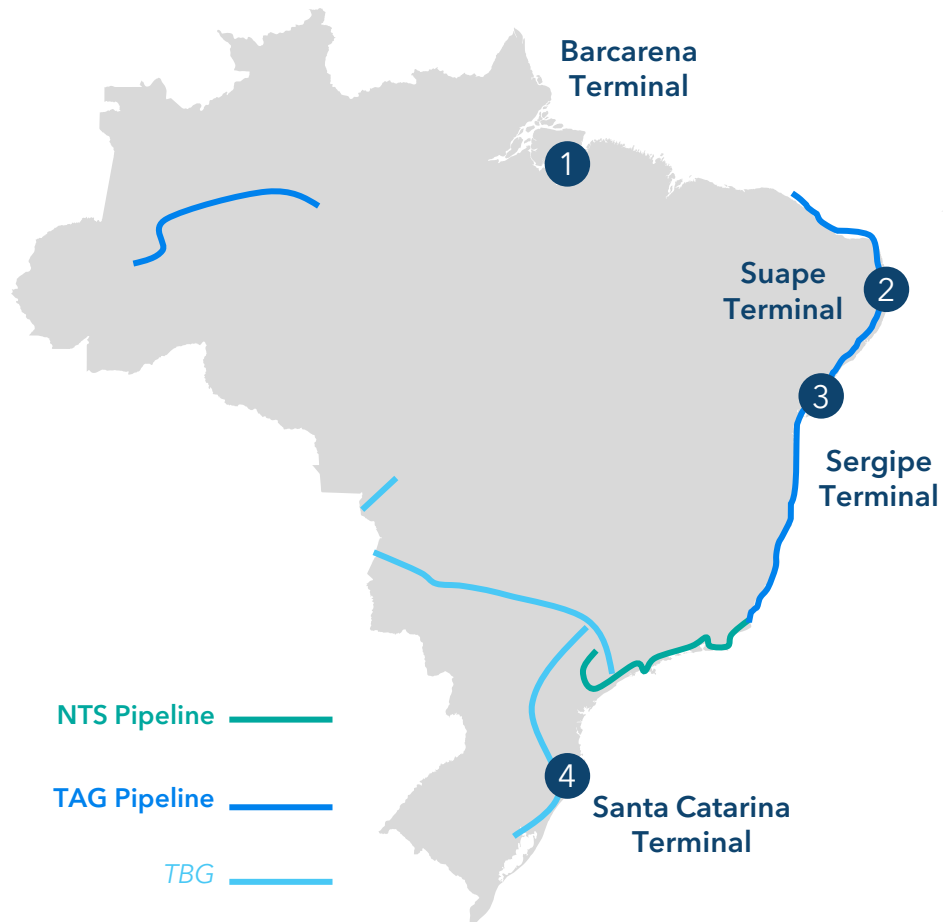 Barcarena
Terminal
1
Suape
Terminal
2
3
Sergipe
Terminal
NTS Pipeline
TAG Pipeline
TBG
4
Santa Catarina
Terminal